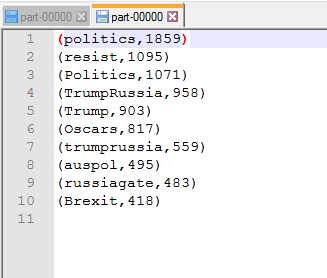 part-00000 part-00000
1 (politics,1859)
2 (resist,1095)
3 (Politics,1071)
4 (TrumpRussia,958)
5 (Trump,903)
6 (Oscars,817)
7 (trumprussia,559)
8 (auspol,495)
9 (russiagate,483)
10 (Brexit,418)
11